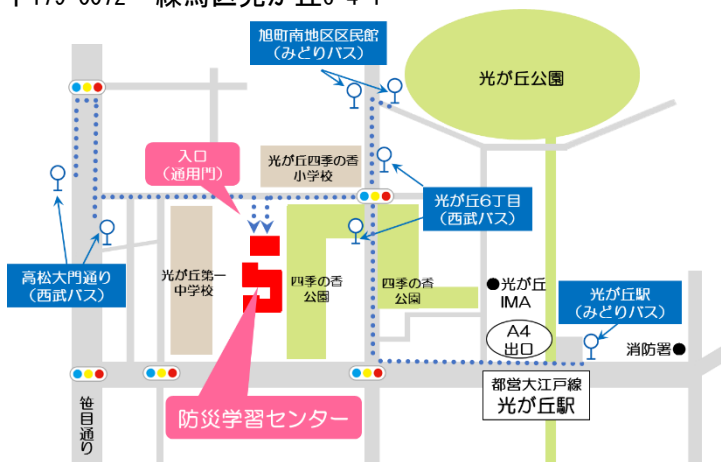 〒179-0072　練馬区光が丘6-4-1
旭町南地区区民館
（みどりバス）
光が丘公園
入口
（通用門）
光が丘四季の香
小学校
光が丘6丁目
（西武バス）
高松大門通り
（西武バス）
光が丘第一
中学校
四季の香
公園
四季の香
公園
●光が丘
IMA
光が丘駅
（みどりバス）
A4
出口
消防署●
都営大江戸線
光が丘駅
防災学習センター
笹目通り